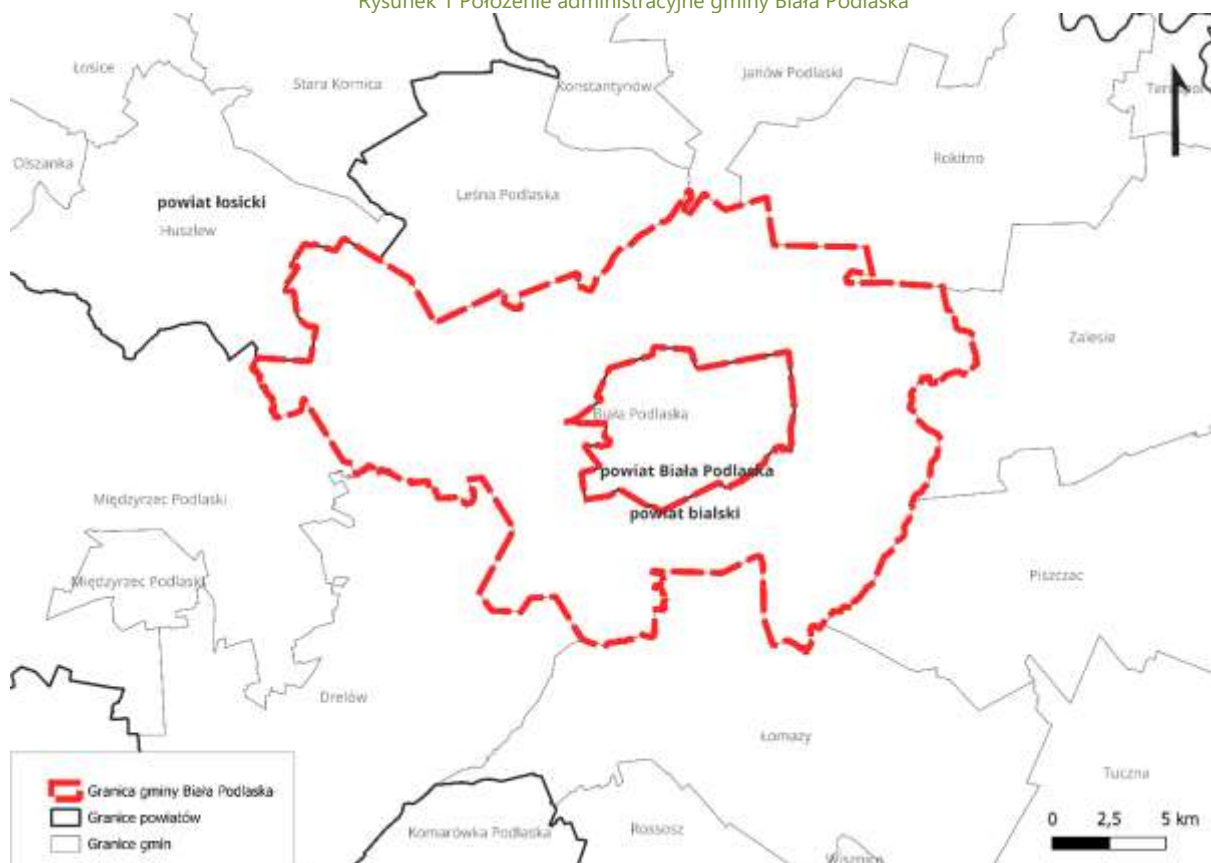 Rysunek 1 Położenie administracyjne gminy Biała Podlaska
Łosice
Stara Kornica
Konstantynów
Janów Podlaski
Terespol
Olszanka
Rokitno
Leśna Podlaska
powiat łosicki
Huszlew
Zalesie
Biała Podlaska
powiat Biała Podlaska
Międzyrzec Podlaski
powiat bialski
Międzyrzec Podlaski
Piszczac
Drelów
Łomazy
Tuczna
Granica gminy Biała Podlaska
Granice powiatów
Granice gmin
Komarówka Podlaska
Rossosz
Wisznice
0 2,5 5 km